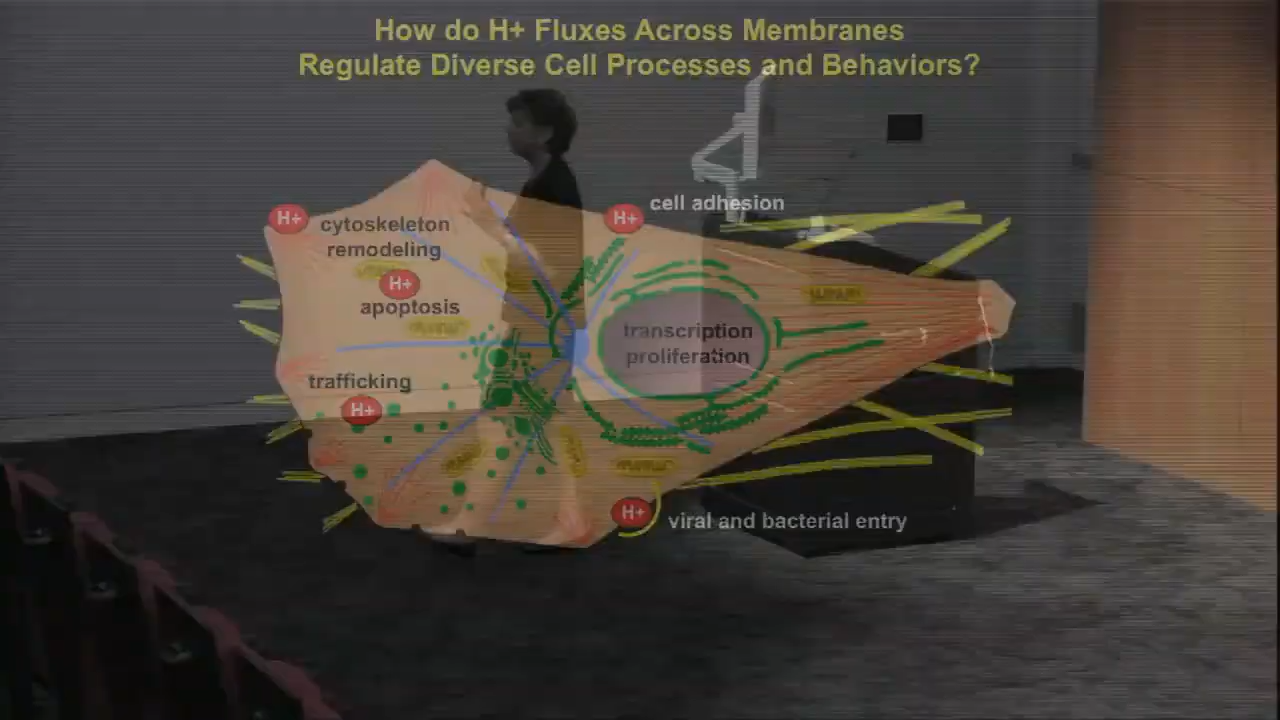 How do H+ Fluxes Across Membranes
Regulate Diverse Cell Processes and Behaviors?
H+
cytoskeleton
remodeling
H+
cell adhesion
H+
apoptosis
transcription
proliferation
trafficking
H+
H+
viral and bacterial entry